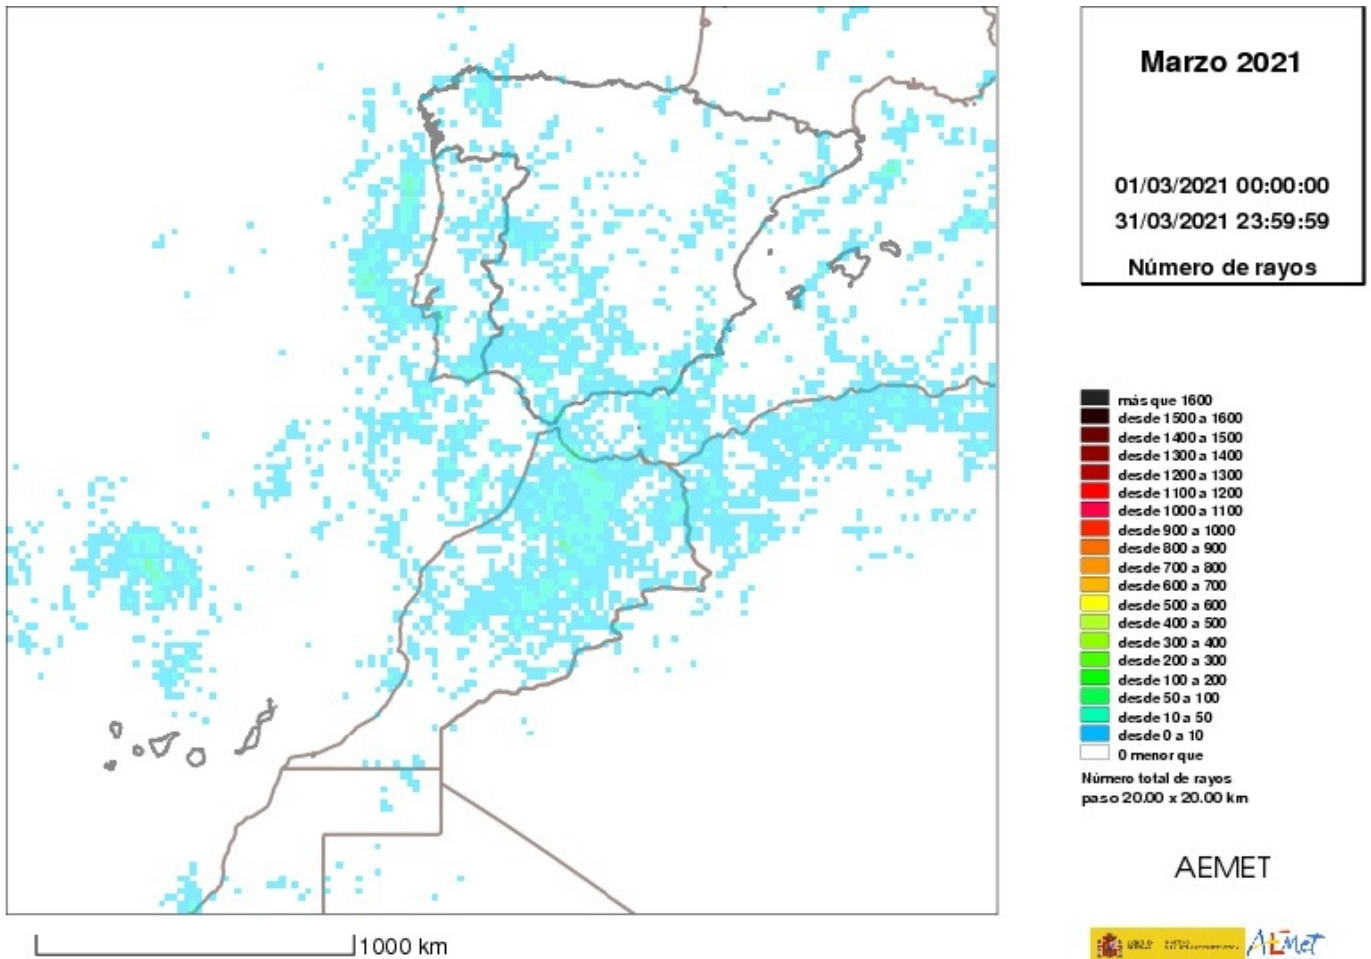 Marzo 2021
01/03/2021 00:00:00
31/03/2021 23:59:59
Número de rayos
más que 1600
desde 1500 a 1600
desde 1400 a 1500
desde 1300 a 1400
desde 1200 a 1300
desde 1100 a 1200
desde 1000 a 1100
desde 900 a 1000
desde 800 a 900
desde 700 a 800
desde 600 a 700
desde 500 a 600
desde 400 a 500
desde 300 a 400
desde 200 a 300
desde 100 a 200
desde 50 a 100
desde 10 a 50
desde 0 a 10
0 menor que
Número total de rayos
paso 20.00 x 20.00 km
AEMET
1000 km
AEMet